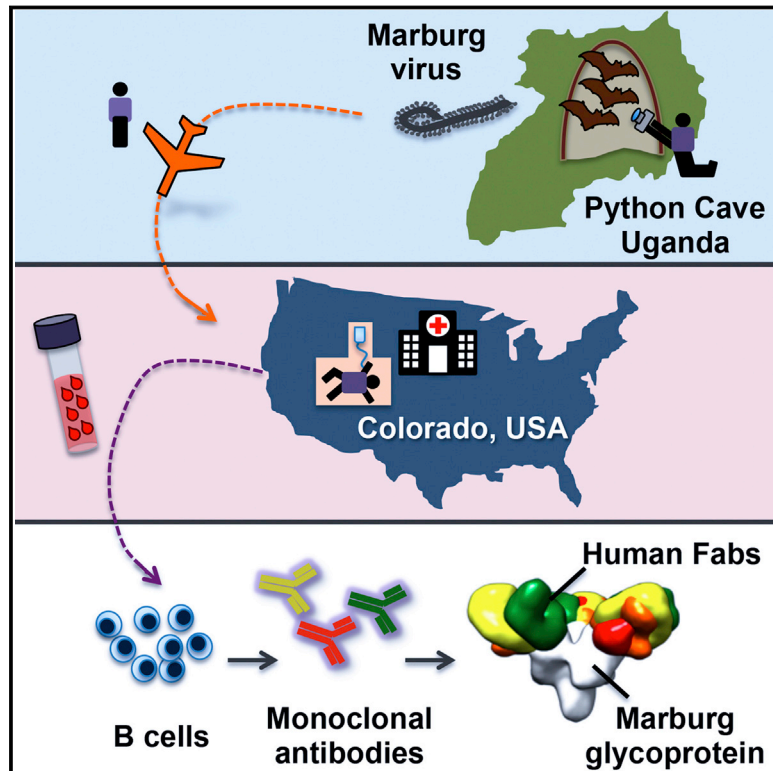 Marburg
virus
Python Cave
Uganda
Colorado, USA
Human Fabs
B cells
Monoclonal
antibodies
Marburg
glycoprotein